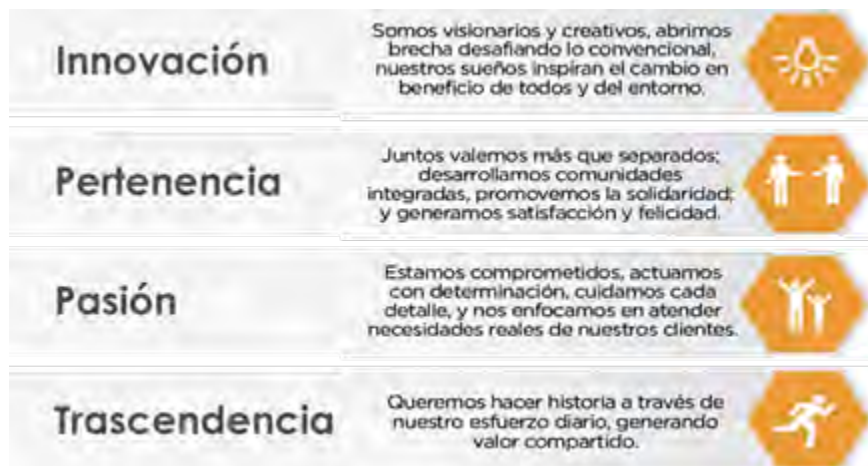 Innovación
Somos visionarios y creativos, abrimos
brecha desafiando lo convencional,
nuestros sueños inspiran el cambio en
beneficio de todos y del entorno.
Pertenencia
Juntos valemos más que separados;
desarrollamos comunidades
integradas, promovemos la solidaridad;
y generamos satisfacción y felicidad.
Pasión
Estamos comprometidos, actuamos
con determinación, cuidamos cada
detalle, y nos enfocamos en atender
necesidades reales de nuestros clientes.
Trascendencia
Queremos hacer historia a través de
nuestro esfuerzo diario, generando
valor compartido.